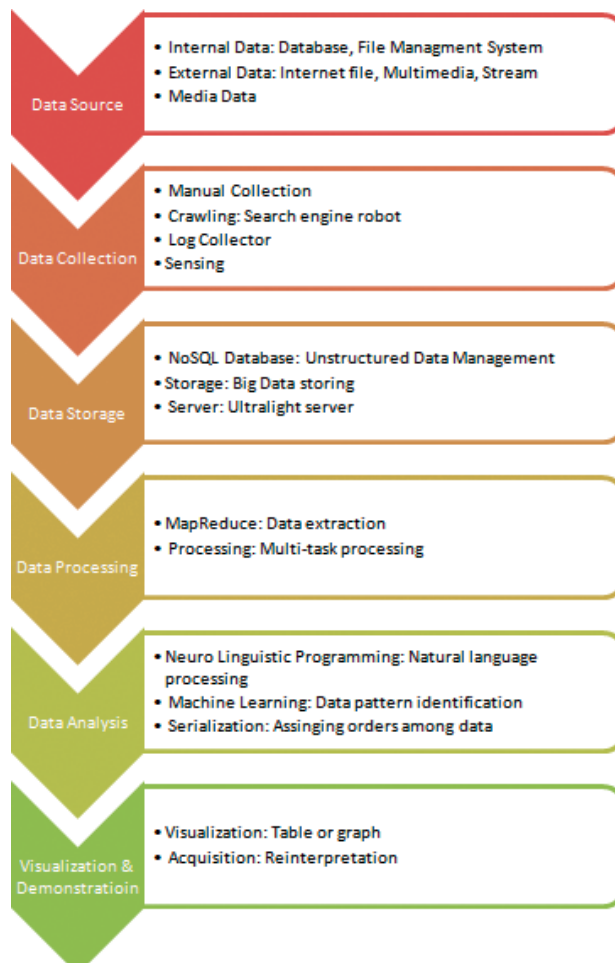 Data Source
• Internal Data: Database, File Managment System
• External Data: Internet file, Multimedia, Stream
• Media Data
Data Collection
• Manual Collection
• Crawling: Search engine robot
• Log Collector
• Sensing
Data Storage
• NoSQL Database: Unstructured Data Management
• Storage: Big Data storing
• Server: Ultralight server
Data Processing
• MapReduce: Data extraction
• Processing: Multi-task processing
Data Analysis
• Neuro Linguistic Programming: Natural language
processing
• Machine Learning: Data pattern identification
• Serialization: Assinging orders among data
Visualization &
Demonstratioin
• Visualization: Table or graph
• Acquisition: Reinterpretation